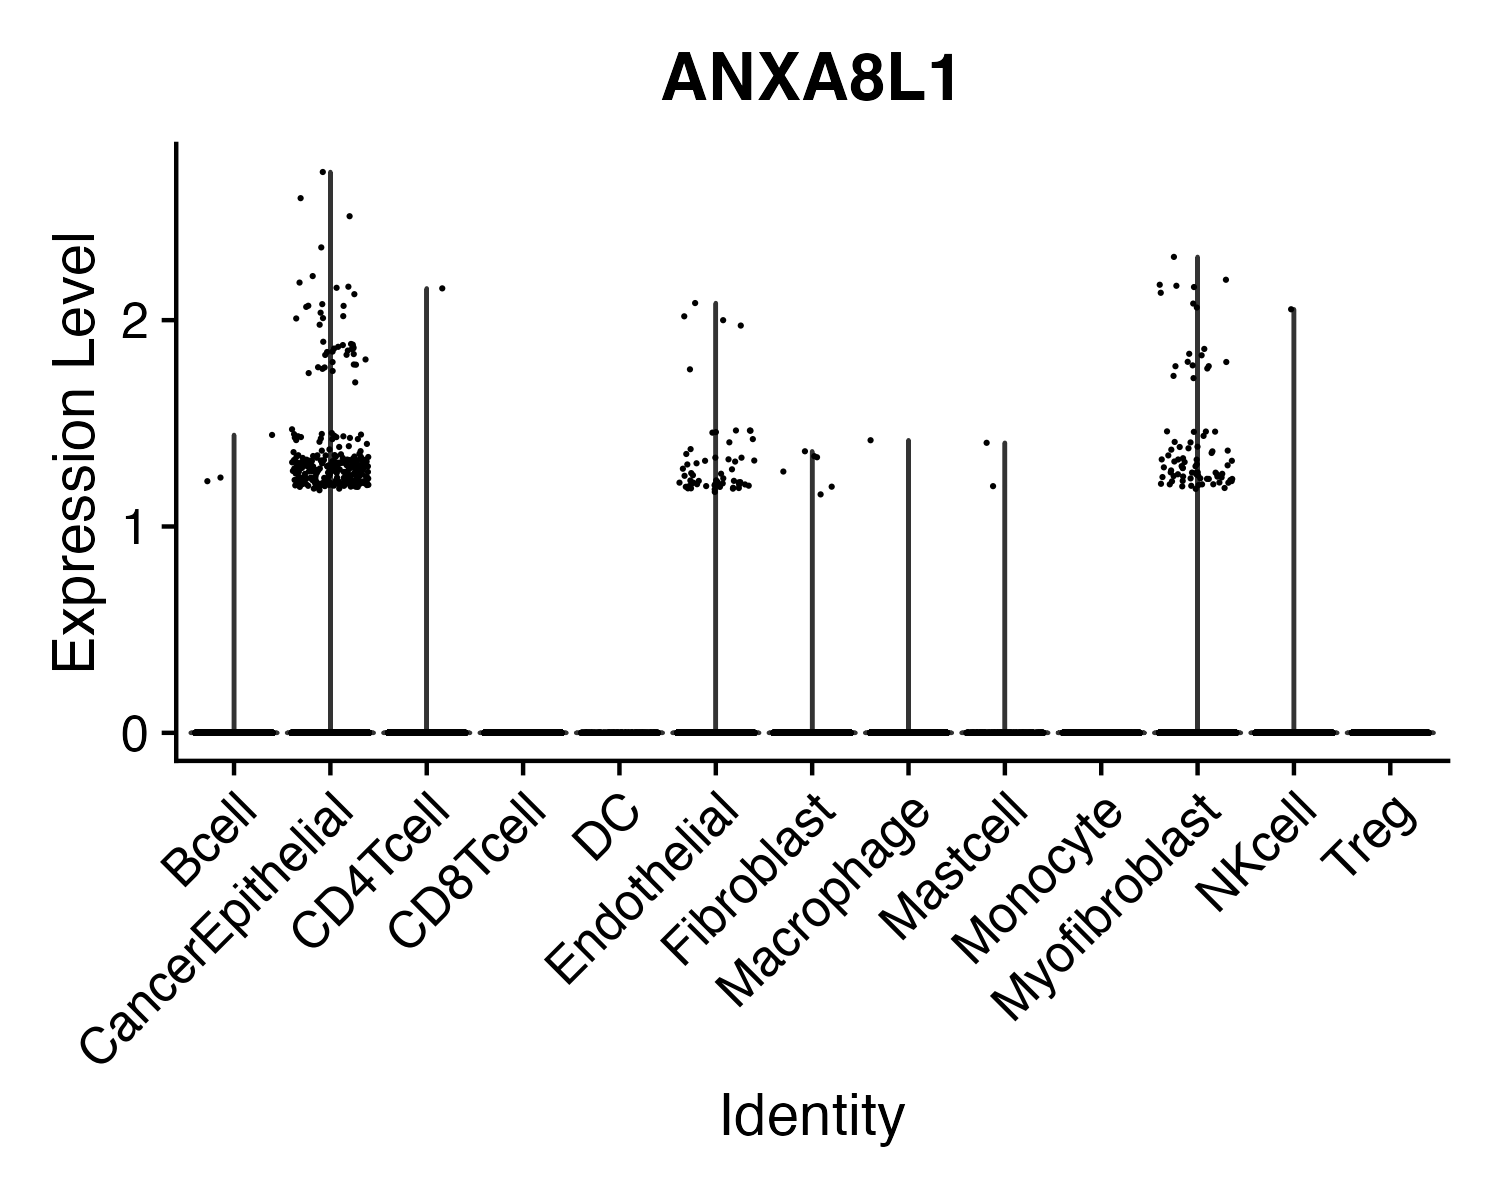 ANXA8L1
Expression Level
2
1
0
Bcell
CancerEpithelial
CD4Tcell
CD8Tcell
DC
Endothelial
Fibroblast
Macrophage
Mastcell
Monocyte
Myofibroblast
NKcell
Treg
Identity